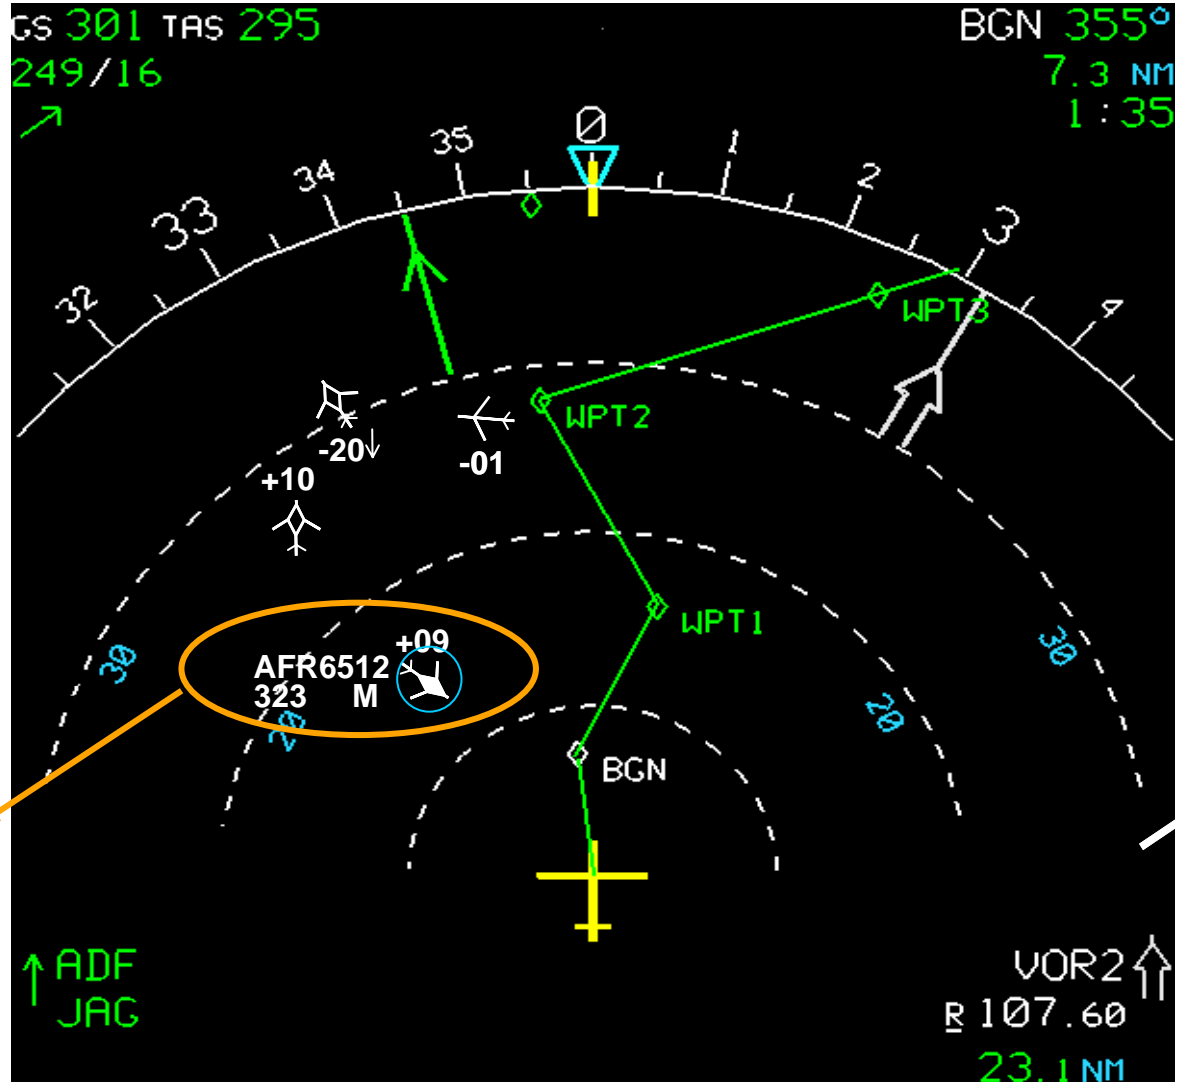 GS 301 TAS 295
BGN 355°
249/16
7.3 NM
1:35
32
33
34
35
0
1
2
3
4
WPT3
WPT2
-20↓
-01
+10
WPT1
+09
AFR6512
323 M
30
30
20
20
BGN
ADF
JAG
VOR2
R 107.60
23.1 NM